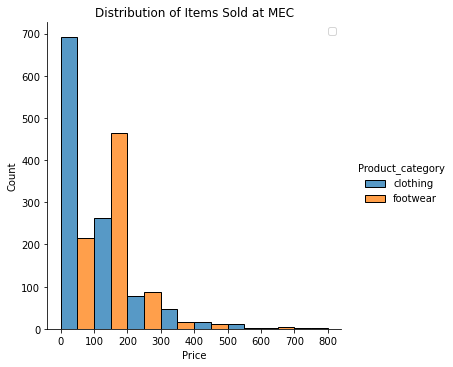 Distribution of Items Sold at MEC
700
600
500
400
300
200
100
0
Count
0 100 200 300 400 500 600 700 800
Price
Product_category
clothing
footwear